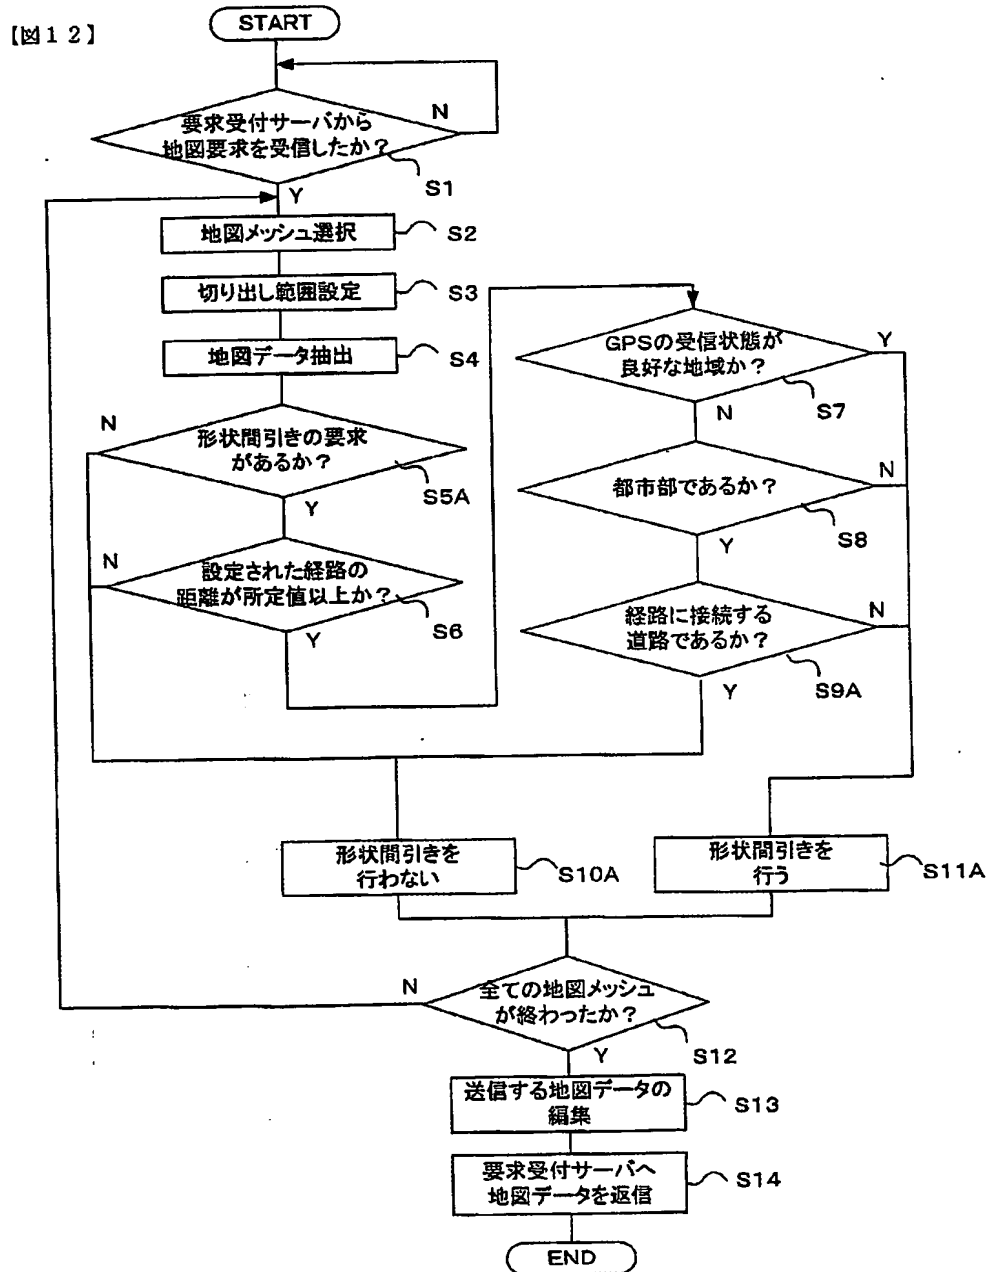 【図12】
START
要求受付サーバから
地図要求を受信したか？
N
S1
Y
地図メッシュ選択
S2
切り出し範囲設定
S3
地図データ抽出
S4
N
形状間引きの要求
があるか？
S5A
Y
N
設定された経路の
距離が所定値以上か？
S6
Y
GPSの受信状態が
良好な地域か？
Y
S7
N
都市部であるか？
N
S8
Y
経路に接続する
道路であるか？
N
S9A
Y
形状間引きを
行わない
S10A
形状間引きを
行う
S11A
N
全ての地図メッシュ
が終わったか？
S12
Y
送信する地図データの
編集
S13
要求受付サーバへ
地図データを返信
S14
END